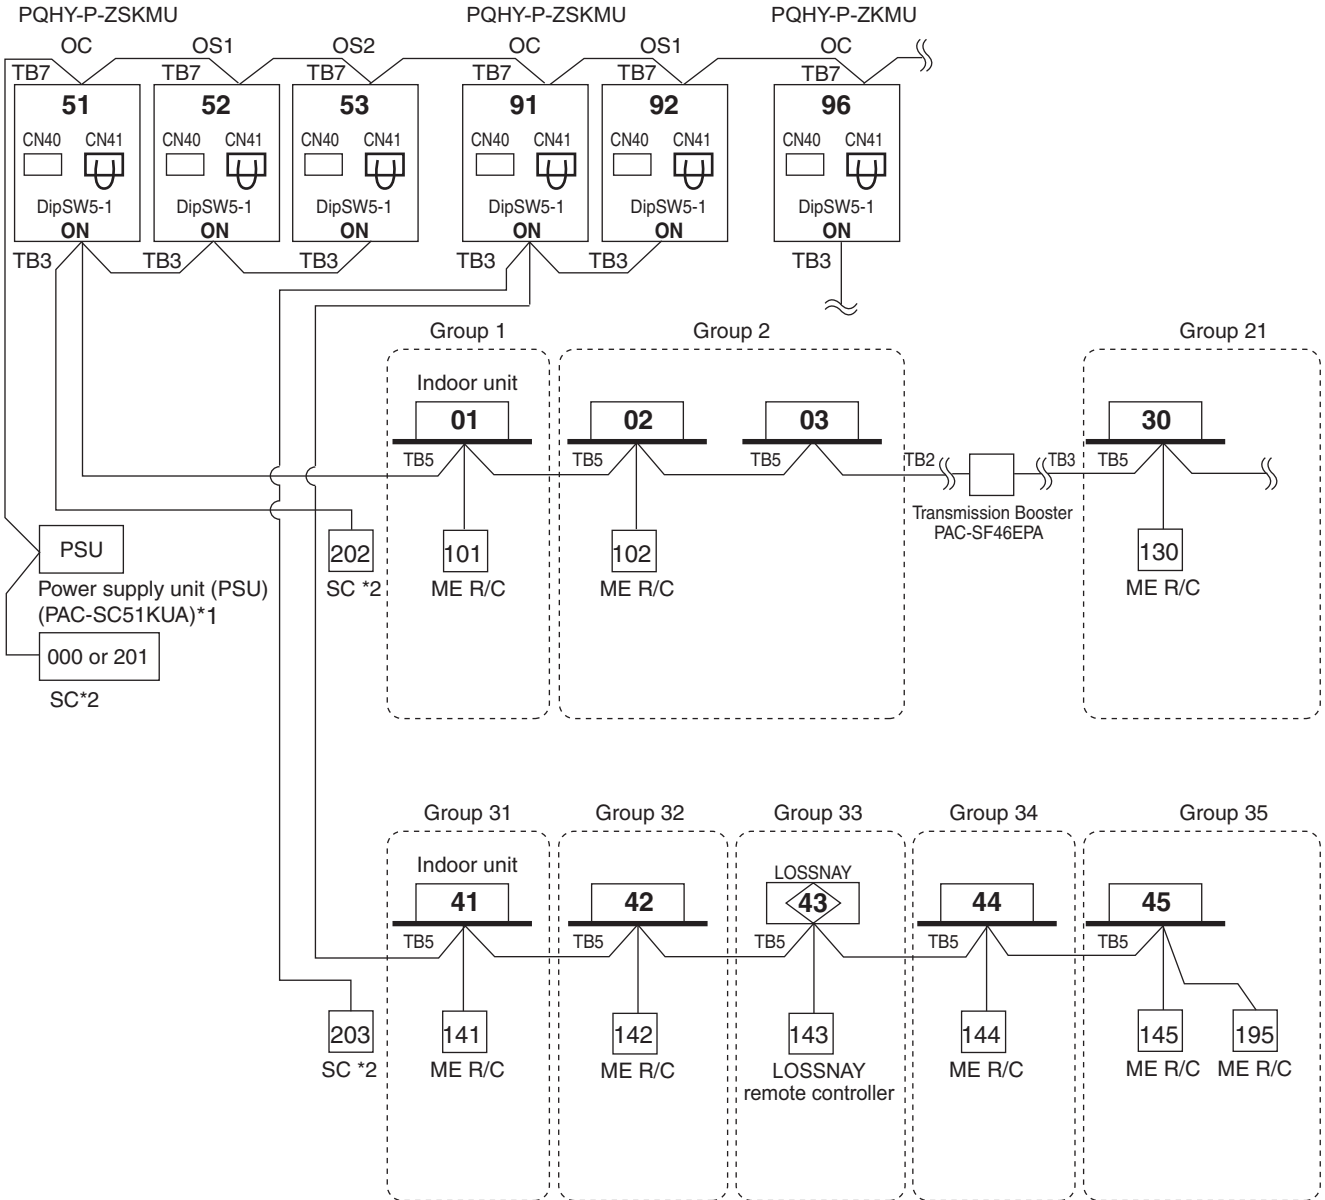 PQHY-P-ZSKMU PQHY-P-ZSKMU PQHY-P-ZKMU
OC OS1 OS2 OC OS1 OC
TB7 TB7 TB7 TB7 TB7 TB7
51 52 53 91 92 96
CN40 CN41 CN40 CN41 CN40 CN41 CN40 CN41 CN40 CN41 CN40 CN41
DipSW5-1 DipSW5-1 DipSW5-1 DipSW5-1 DipSW5-1 DipSW5-1
ON ON ON ON ON ON
TB3 TB3 TB3 TB3 TB3 TB3
Group 1 Group 2 Group 21
Indoor unit
01 02 03 30
TB5 TB5 TB5 TB2 TB3 TB5
Transmission Booster
PAC-SF46EPA
PSU 202 101 102 130
Power supply unit (PSU) SC *2 ME R/C ME R/C ME R/C
(PAC-SC51KUA)*1
000 or 201
SC*2
Group 31 Group 32 Group 33 Group 34 Group 35
Indoor unit LOSSNAY
41 42 43 44 45
TB5 TB5 TB5 TB5 TB5
203 141 142 143 144 145 195
SC *2 ME R/C ME R/C LOSSNAY ME R/C ME R/C ME R/C
remote controller